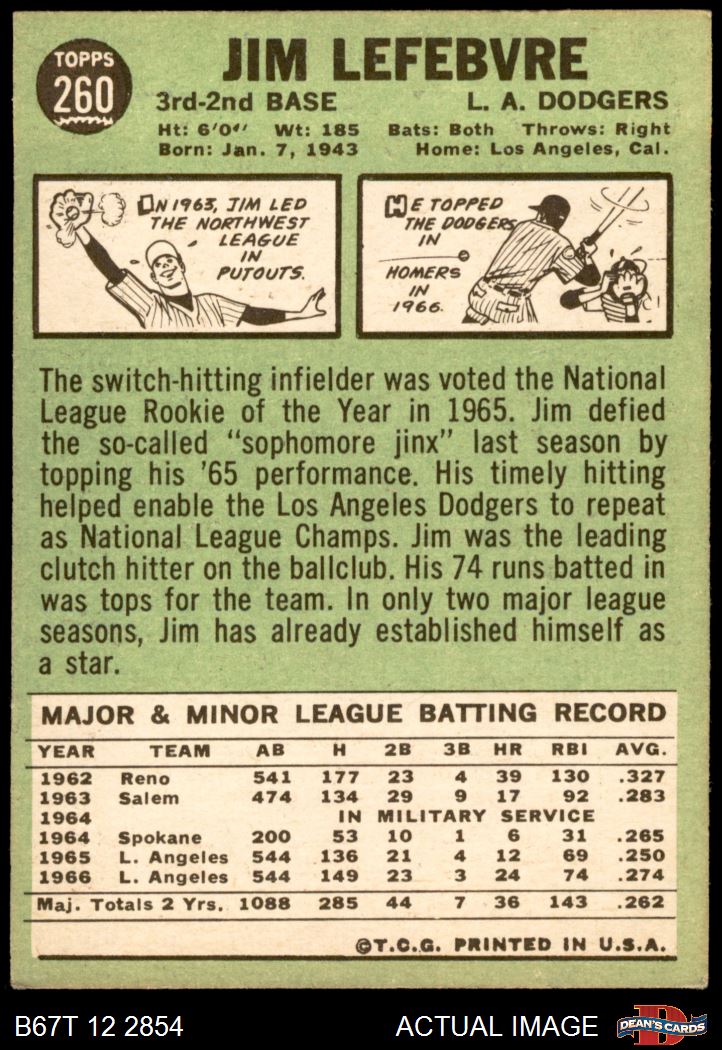 TOPPS
260
JIM LEFEBVRE
3rd-2nd BASE L. A. DODGERS
Ht: 6'0" Wt: 185 Bats: Both Throws: Right
Born: Jan. 7, 1943 Home: Los Angeles, Cal.
IN 1963, JIM LED
THE NORTHWEST
LEAGUE
IN
PUTOUTS.
HE TOPPED
THE DODGERS
IN
HOMERS
IN
1966.
The switch-hitting infielder was voted the National
League Rookie of the Year in 1965. Jim defied
the so-called "sophomore jinx" last season by
topping his '65 performance. His timely hitting
helped enable the Los Angeles Dodgers to repeat
as National League Champs. Jim was the leading
clutch hitter on the ballclub. His 74 runs batted in
was tops for the team. In only two major league
seasons, Jim has already established himself as
a star.
MAJOR & MINOR LEAGUE BATTING RECORD
YEAR TEAM AB H 2B 3B HR RBI AVG.
1962 Reno 541 177 23 4 39 130 .327
1963 Salem 474 134 29 9 17 92 .283
1964 IN MILITARY SERVICE
1964 Spokane 200 53 10 1 6 31 .265
1965 L. Angeles 544 136 21 4 12 69 .250
1966 L. Angeles 544 149 23 3 24 74 .274
Maj. Totals 2 Yrs. 1088 285 44 7 36 143 .262
©T.C.G. PRINTED IN U.S.A.
B67T 12 2854 ACTUAL IMAGE
D
DEAN'S CARDS